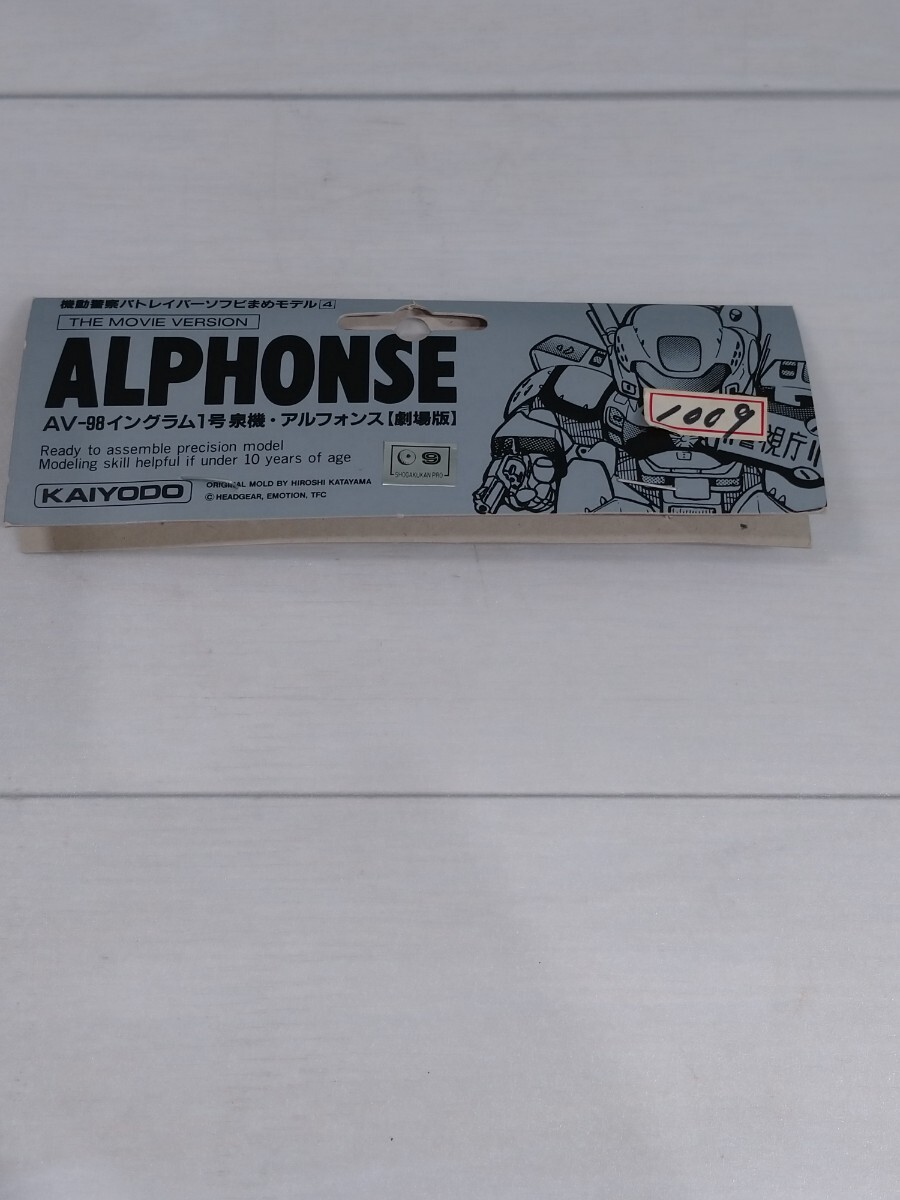 機動警察パトレイバーソフビまめモデル4
THE MOVIE VERSION
ALPHONSE
AV-98イングラム1号泉機・アルフォンス【劇場版】
Ready to assemble precision model
Modeling skill helpful if under 10 years of age
KAIYODO
ORIGINAL MOLD BY HIROSHI KATAYAMA
© HEADGEAR, EMOTION, TFC
SHOGAKUKAN PRO
1009
警視庁